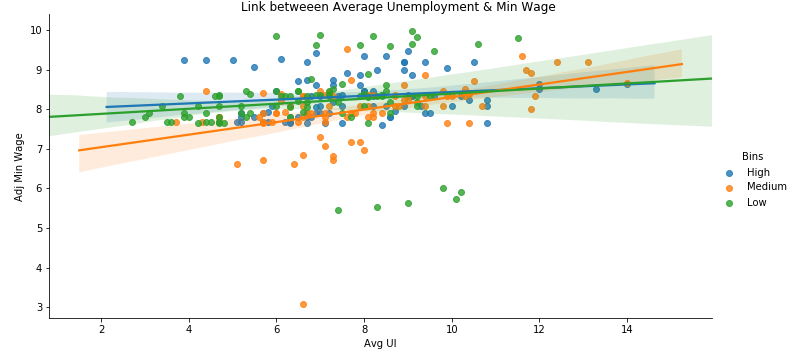 Link betweeen Average Unemployment & Min Wage
10
9
8
7
6
5
4
3
Adj Min Wage
2
4
6
8
10
12
14
Avg UI
Bins
High
Medium
Low